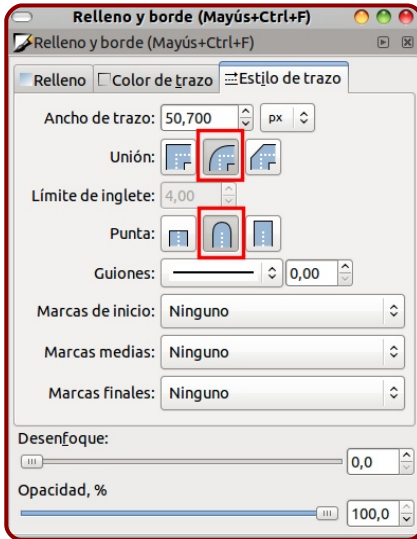 Relleno y borde (Mayús+Ctrl+F)
Relleno y borde (Mayús+Ctrl+F)
Relleno Color de trazo Estilo de trazo
Ancho de trazo: 50,700 px
Unión:
Límite de inglete: 4,00
Punta:
Guiones: 0,00
Marcas de inicio: Ninguno
Marcas medias: Ninguno
Marcas finales: Ninguno
Desenfoque:
0,0
Opacidad, %
100,0